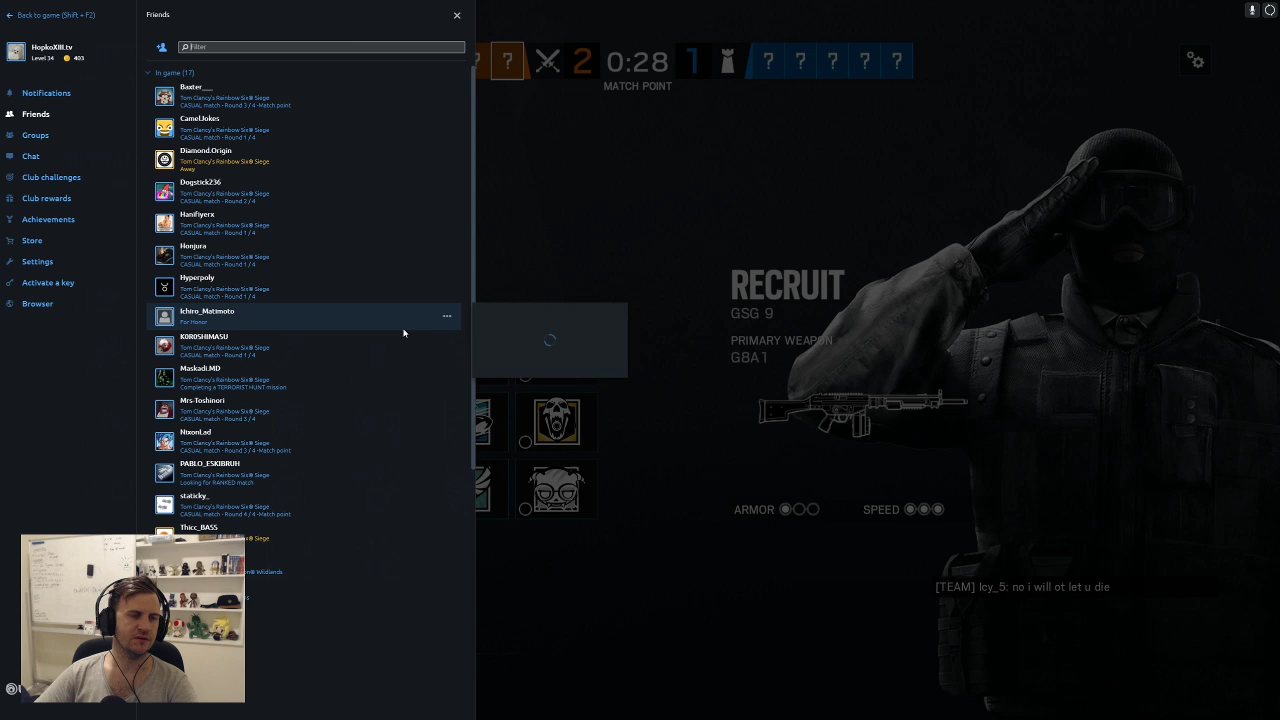 Back to game (Shift + F2)
HopkoXIII.tv
Level 34
403
Notifications
Friends
Groups
Chat
Club challenges
Club rewards
Achievements
Store
Settings
Activate a key
Browser
Friends
Filter
In game (17)
Baxter__
Tom Clancy's Rainbow Six® Siege
CASUAL match - Round 3 / 4 -Match point
CamelJokes
Tom Clancy's Rainbow Six® Siege
CASUAL match - Round 1 / 4
Diamond.Origin
Tom Clancy's Rainbow Six® Siege
Away
Dogstick236
Tom Clancy's Rainbow Six® Siege
CASUAL match - Round 2 / 4
Hanifiyerx
Tom Clancy's Rainbow Six® Siege
CASUAL match - Round 1 / 4
Honjura
Tom Clancy's Rainbow Six® Siege
CASUAL match - Round 1 / 4
Hyperpoly
Tom Clancy's Rainbow Six® Siege
CASUAL match - Round 1 / 4
Ichiro_Matimoto
For Honor
K0R0SHIMASU
Tom Clancy's Rainbow Six® Siege
CASUAL match - Round 1 / 4
Maskadi.MD
Tom Clancy's Rainbow Six® Siege
Completing a TERRORIST HUNT mission
Mrs-Toshinori
Tom Clancy's Rainbow Six® Siege
CASUAL match - Round 5 / 4
NixonLad
Tom Clancy's Rainbow Six® Siege
CASUAL match - Round 3 / 4 -Match point
PABLO_ESKIBRUH
Tom Clancy's Rainbow Six® Siege
Looking for RANKED match
staticky_
Tom Clancy's Rainbow Six® Siege
CASUAL match - Round 4 / 4 -Match point
Thicc_BASS
Siege
Wildlands
? ? 2 0:28 1 ? ? ? ? ?
MATCH POINT
RECRUIT
GSG 9
PRIMARY WEAPON
G8A1
ARMOR
SPEED
[TEAM] Icy_5: no i will ot let u die